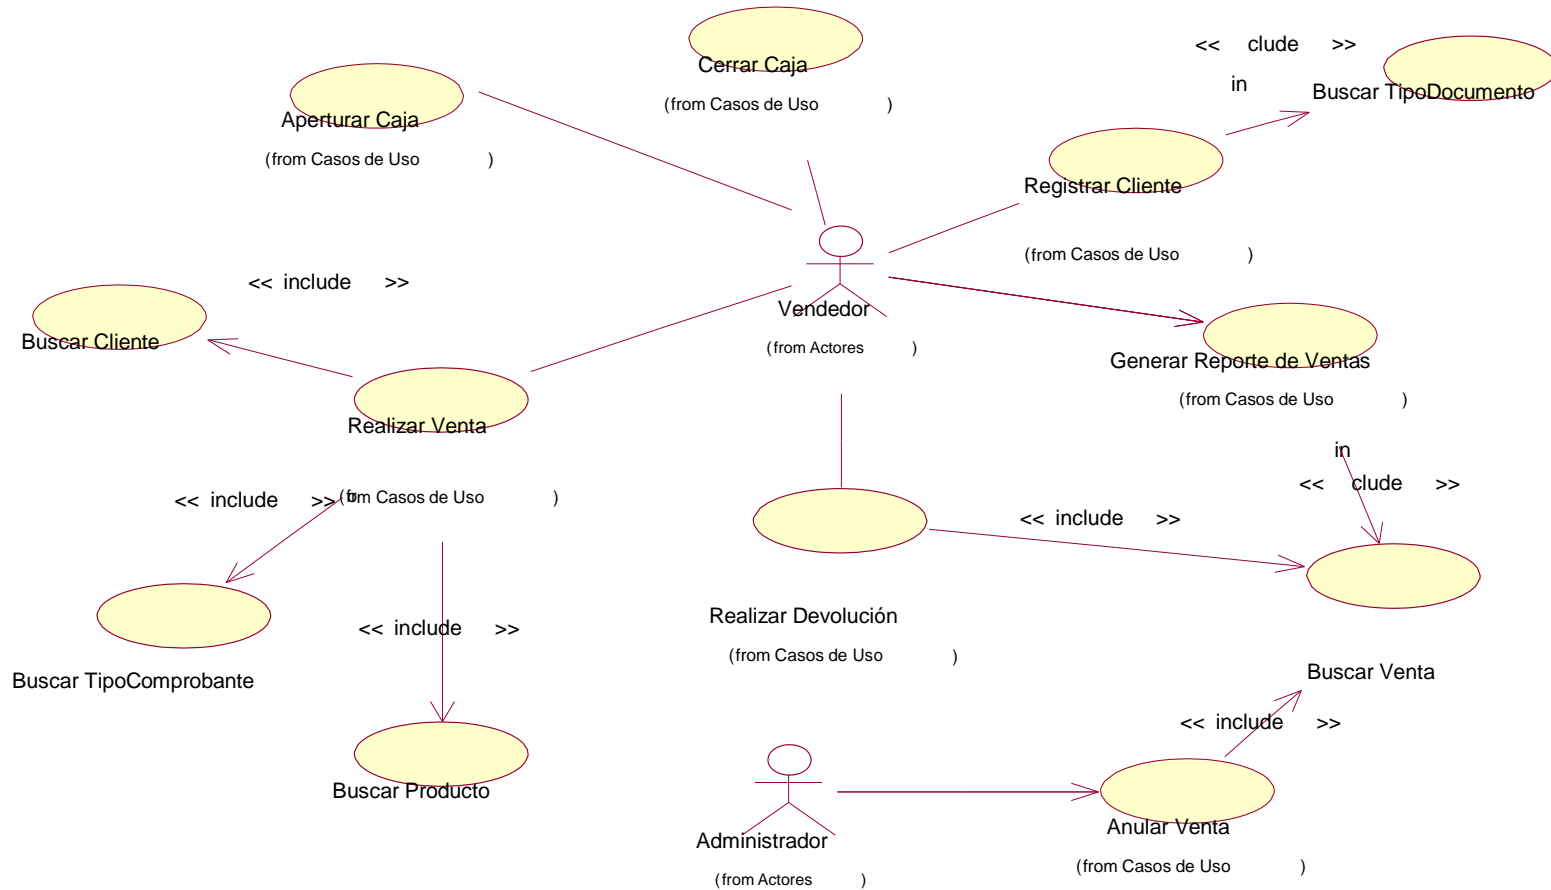 << clude >>
in
Cerrar Caja
(from Casos de Uso )
Buscar TipoDocumento
Aperturar Caja
(from Casos de Uso )
Registrar Cliente
(from Casos de Uso )
<< include >>
Buscar Cliente
Vendedor
(from Actores )
Generar Reporte de Ventas
(from Casos de Uso )
Realizar Venta
(from Casos de Uso )
in
<< clude >>
<< include >>
<< include >>
<< include >>
Realizar Devolución
(from Casos de Uso )
Buscar TipoComprobante
Buscar Venta
<< include >>
Buscar Producto
Administrador
(from Actores )
Anular Venta
(from Casos de Uso )